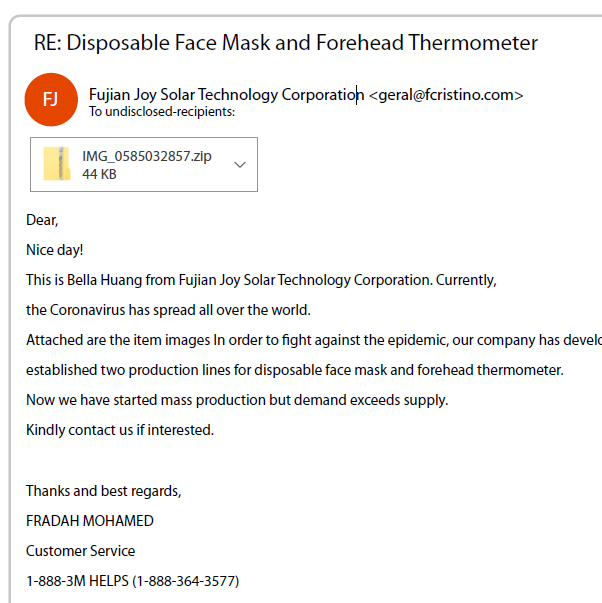 RE: Disposable Face Mask and Forehead Thermometer
FJ
Fujian Joy Solar Technology Corporation <geral@fcristino.com>
To undisclosed-recipients:
IMG_0585032857.zip
44 KB
Dear,
Nice day!
This is Bella Huang from Fujian Joy Solar Technology Corporation. Currently,
the Coronavirus has spread all over the world.
Attached are the item images In order to fight against the epidemic, our company has
established two production lines for disposable face mask and forehead thermometer.
Now we have started mass production but demand exceeds supply.
Kindly contact us if interested.
Thanks and best regards,
FRADAH MOHAMED
Customer Service
1-888-3M HELPS (1-888-364-3577)